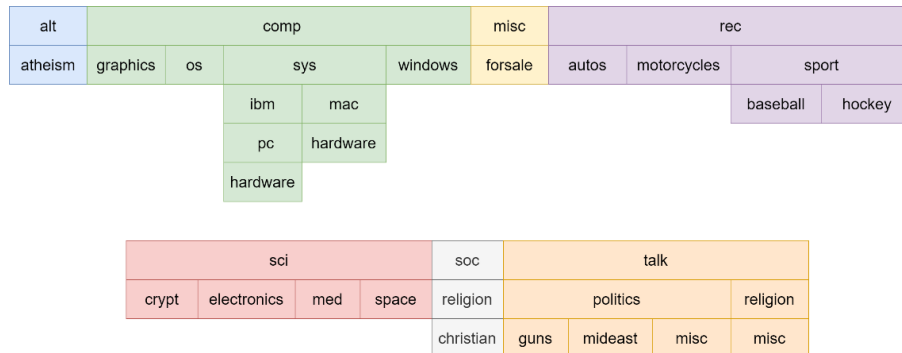 alt comp misc rec
atheism graphics os sys windows forsale autos motorcycles sport
ibm mac baseball hockey
pc hardware
hardware
sci soc talk
crypt electronics med space religion politics religion
christian guns mideast misc misc